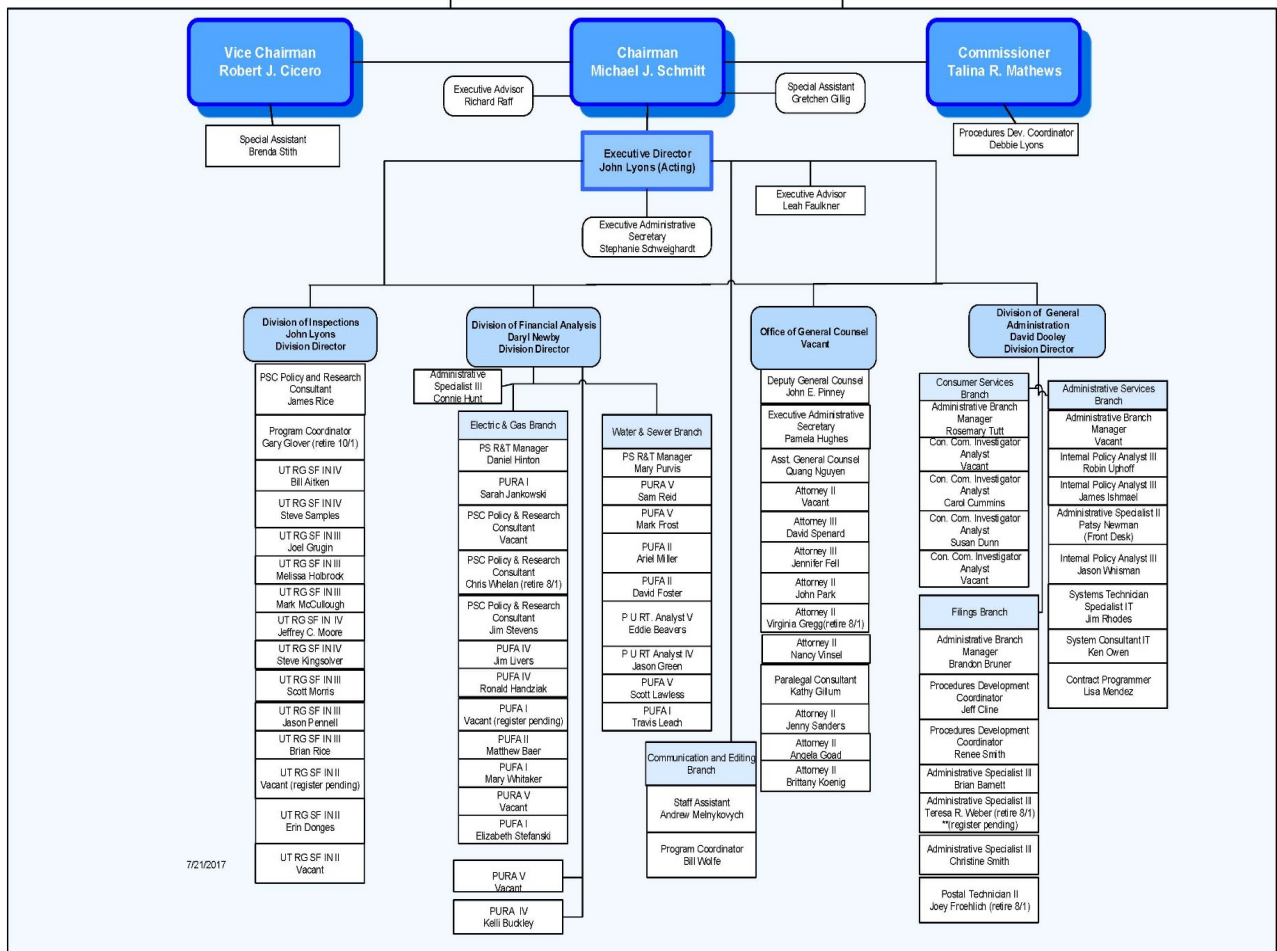 Vice Chairman
Robert J. Cicero
Chairman
Michael J. Schmitt
Commissioner
Talina R. Mathews
Executive Advisor
Richard Raff
Special Assistant
Gretchen Gillig
Special Assistant
Brenda Stith
Procedures Dev. Coordinator
Debbie Lyons
Executive Director
John Lyons (Acting)
Executive Advisor
Leah Faulkner
Executive Administrative
Secretary
Stephanie Schweighardt
Division of Inspections
John Lyons
Division Director
PSC Policy and Research
Consultant
James Rice
Program Coordinator
Gary Glover (retire 10/1)
UT RG SF IN IV
Bill Aitken
UT RG SF IN IV
Steve Samples
UT RG SF IN III
Joel Grugin
UT RG SF IN III
Melissa Holbrock
UT RG SF IN III
Mark McCullough
UT RG SF IN IV
Jeffrey C. Moore
UT RG SF IN IV
Steve Kingsolver
UT RG SF IN III
Scott Morris
UT RG SF IN III
Jason Pennell
UT RG SF IN III
Brian Rice
UT RG SF IN II
Vacant (register pending)
UT RG SF IN II
Erin Donges
UT RG SF IN II
Vacant
Division of Financial Analysis
Daryl Newby
Division Director
Administrative
Specialist III
Connie Hunt
Electric & Gas Branch
PS R&T Manager
Daniel Hinton
PURA I
Sarah Jankowski
PSC Policy & Research
Consultant
Vacant
PSC Policy & Research
Consultant
Chris Whelan (retire 8/1)
PSC Policy & Research
Consultant
Jim Stevens
PUFA IV
Jim Livers
PUFA IV
Ronald Handziak
PUFA I
Vacant (register pending)
PUFA II
Matthew Baer
PUFA I
Mary Whitaker
PURA V
Vacant
PUFA I
Elizabeth Stefanski
PURA V
Vacant
PURA IV
Kelli Buckley
Water & Sewer Branch
PS R&T Manager
Mary Purvis
PURA V
Sam Reid
PUFA V
Mark Frost
PUFA II
Ariel Miller
PUFA II
David Foster
P U RT. Analyst V
Eddie Beavers
P U RT Analyst IV
Jason Green
PUFA V
Scott Lawless
PUFA I
Travis Leach
Communication and Editing
Branch
Staff Assistant
Andrew Melnykovych
Program Coordinator
Bill Wolfe
Office of General Counsel
Vacant
Deputy General Counsel
John E. Pinney
Executive Administrative
Secretary
Pamela Hughes
Asst. General Counsel
Quang Nguyen
Attorney II
Vacant
Attorney III
David Spenard
Attorney III
Jennifer Fell
Attorney II
John Park
Attorney II
Virginia Gregg(retire 8/1)
Attorney II
Nancy Vinsel
Paralegal Consultant
Kathy Gillum
Attorney II
Jenny Sanders
Attorney II
Angela Goad
Attorney II
Brittany Koenig
Division of General
Administration
David Dooley
Division Director
Consumer Services
Branch
Administrative Branch
Manager
Rosemary Tutt
Con. Com. Investigator
Analyst
Vacant
Con. Com. Investigator
Analyst
Carol Cummins
Con. Com. Investigator
Analyst
Susan Dunn
Con. Com. Investigator
Analyst
Vacant
Filings Branch
Administrative Branch
Manager
Brandon Bruner
Procedures Development
Coordinator
Jeff Cline
Procedures Development
Coordinator
Renee Smith
Administrative Specialist III
Brian Barnett
Administrative Specialist III
Teresa R. Weber (retire 8/1)
**(register pending)
Administrative Specialist III
Christine Smith
Postal Technician II
Joey Froehlich (retire 8/1)
Administrative Services
Branch
Administrative Branch
Manager
Vacant
Internal Policy Analyst III
Robin Uphoff
Internal Policy Analyst III
James Ishmael
Administrative Specialist II
Patsy Newman
(Front Desk)
Internal Policy Analyst III
Jason Whisman
Systems Technician
Specialist IT
Jim Rhodes
System Consultant IT
Ken Owen
Contract Programmer
Lisa Mendez
7/21/2017